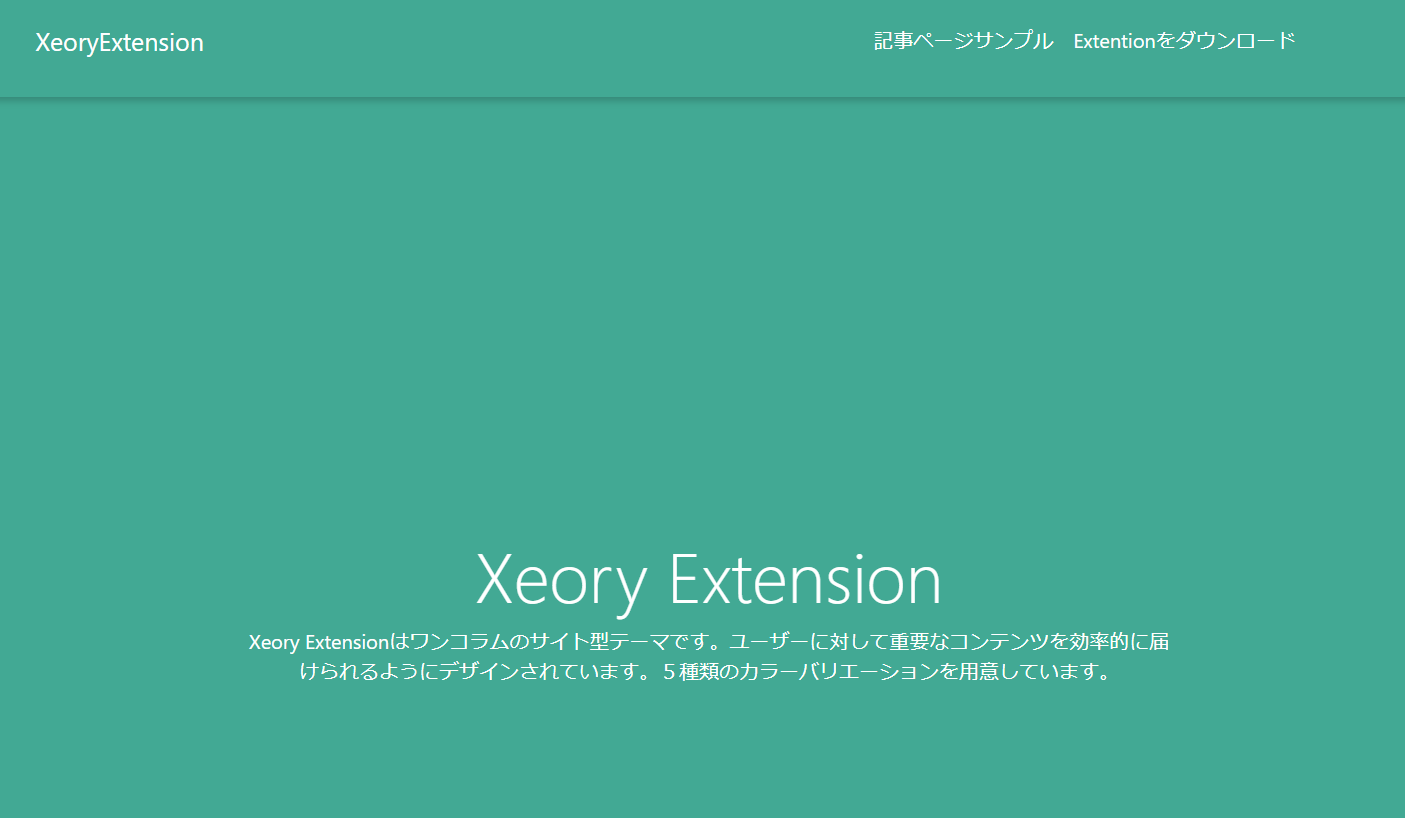 XeoryExtension
記事ページサンプル Extentionをダウンロード
Xeory Extension
Xeory Extensionはワンコラムのサイト型テーマです。ユーザーに対して重要なコンテンツを効率的に届
けられるようにデザインされています。５種類のカラーバリエーションを用意しています。